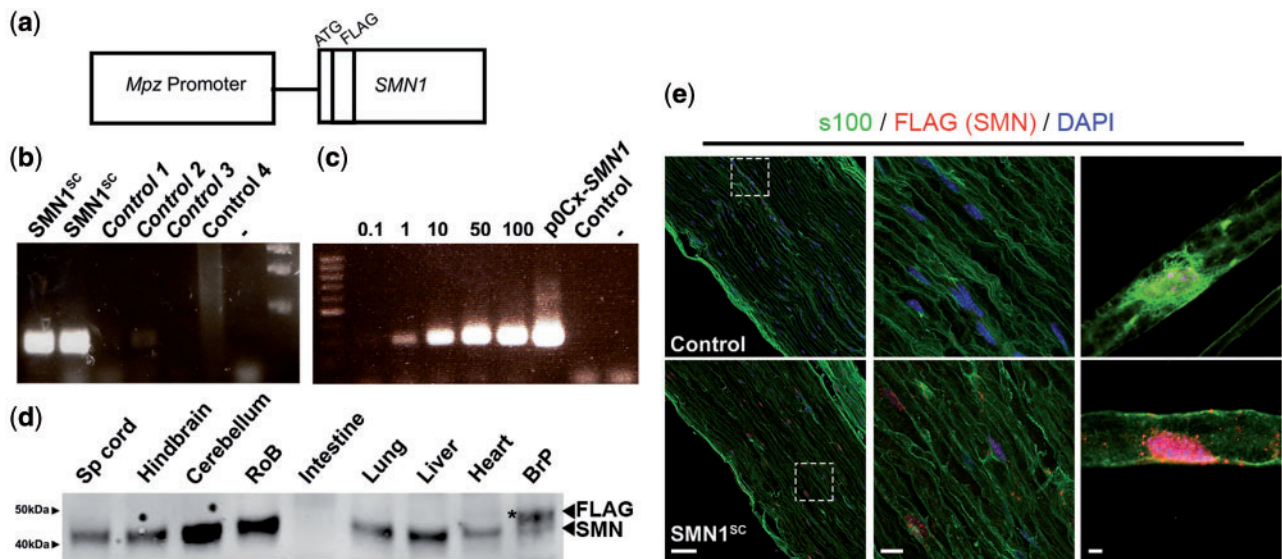 (a)
ATG
FLAG
Mpz Promoter
SMN1
(b)
SMN1SC
SMN1SC
Control 1
Control 2
Control 3
Control 4
-
(c)
0.1 1 10 50 100
p0Cx-SMN1
Control
-
(d)
Sp cord
Hindbrain
Cerebellum
RoB
Intestine
Lung
Liver
Heart
BrP
50kDa
40kDa
*
FLAG
SMN
(e)
s100 / FLAG (SMN) / DAPI
Control
SMN1SC